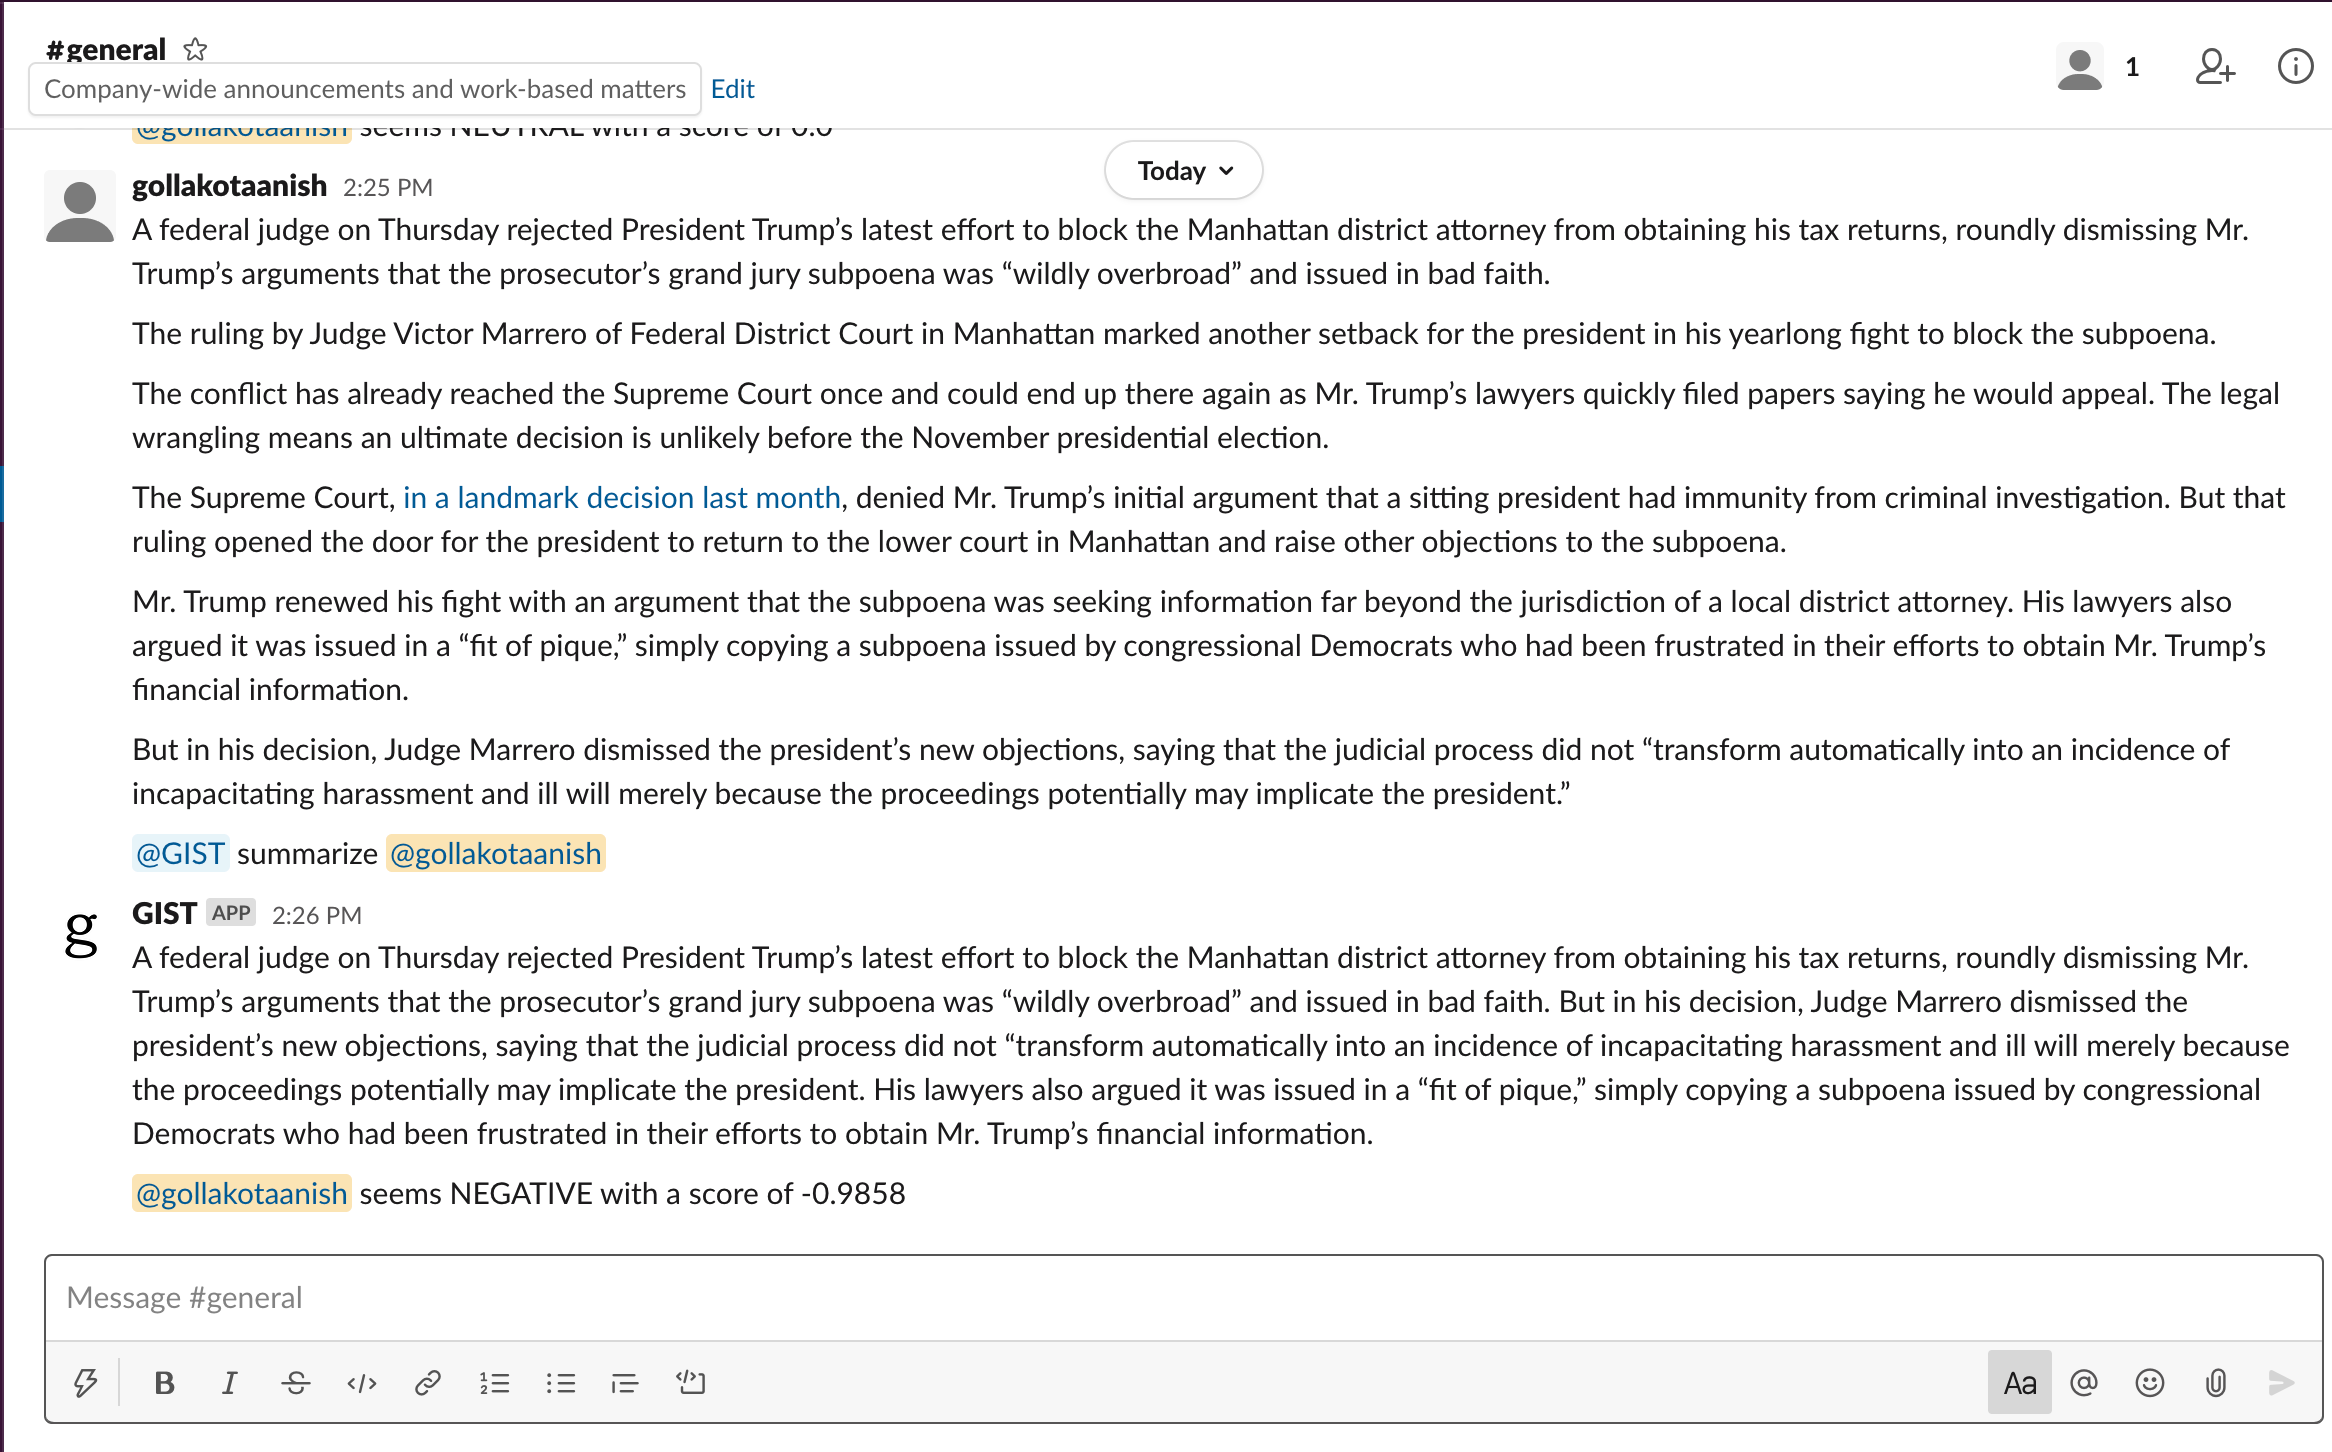 #general
Company-wide announcements and work-based matters Edit
1
@gollakotaanish seems NEUTRAL with a score of 0.0
Today
gollakotaanish 2:25 PM
A federal judge on Thursday rejected President Trump’s latest effort to block the Manhattan district attorney from obtaining his tax returns, roundly dismissing Mr.
Trump’s arguments that the prosecutor’s grand jury subpoena was “wildly overbroad” and issued in bad faith.
The ruling by Judge Victor Marrero of Federal District Court in Manhattan marked another setback for the president in his yearlong fight to block the subpoena.
The conflict has already reached the Supreme Court once and could end up there again as Mr. Trump’s lawyers quickly filed papers saying he would appeal. The legal
wrangling means an ultimate decision is unlikely before the November presidential election.
The Supreme Court, in a landmark decision last month, denied Mr. Trump’s initial argument that a sitting president had immunity from criminal investigation. But that
ruling opened the door for the president to return to the lower court in Manhattan and raise other objections to the subpoena.
Mr. Trump renewed his fight with an argument that the subpoena was seeking information far beyond the jurisdiction of a local district attorney. His lawyers also
argued it was issued in a “fit of pique,” simply copying a subpoena issued by congressional Democrats who had been frustrated in their efforts to obtain Mr. Trump’s
financial information.
But in his decision, Judge Marrero dismissed the president’s new objections, saying that the judicial process did not “transform automatically into an incidence of
incapacitating harassment and ill will merely because the proceedings potentially may implicate the president.”
@GIST summarize @gollakotaanish
g
GIST APP 2:26 PM
A federal judge on Thursday rejected President Trump’s latest effort to block the Manhattan district attorney from obtaining his tax returns, roundly dismissing Mr.
Trump’s arguments that the prosecutor’s grand jury subpoena was “wildly overbroad” and issued in bad faith. But in his decision, Judge Marrero dismissed the
president’s new objections, saying that the judicial process did not “transform automatically into an incidence of incapacitating harassment and ill will merely because
the proceedings potentially may implicate the president. His lawyers also argued it was issued in a “fit of pique,” simply copying a subpoena issued by congressional
Democrats who had been frustrated in their efforts to obtain Mr. Trump’s financial information.
@gollakotaanish seems NEGATIVE with a score of -0.9858
Message #general
B I S </> Aa @